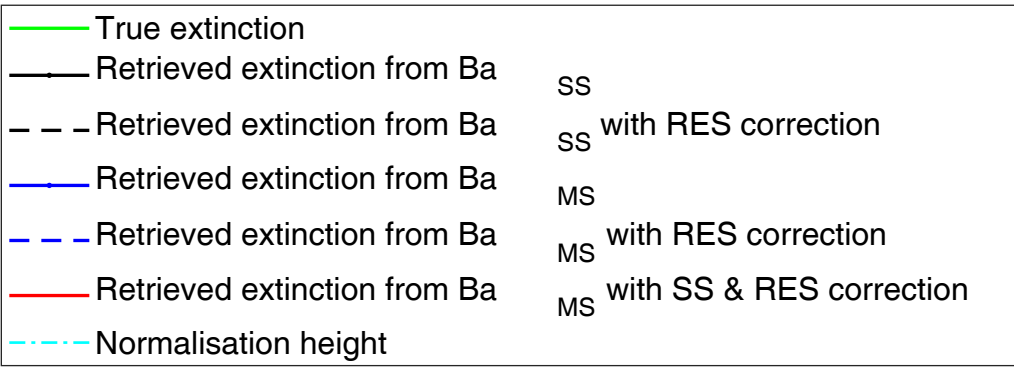 True extinction
Retrieved extinction from Ba SS
Retrieved extinction from Ba SS with RES correction
Retrieved extinction from Ba MS
Retrieved extinction from Ba MS with RES correction
Retrieved extinction from Ba MS with SS & RES correction
Normalisation height